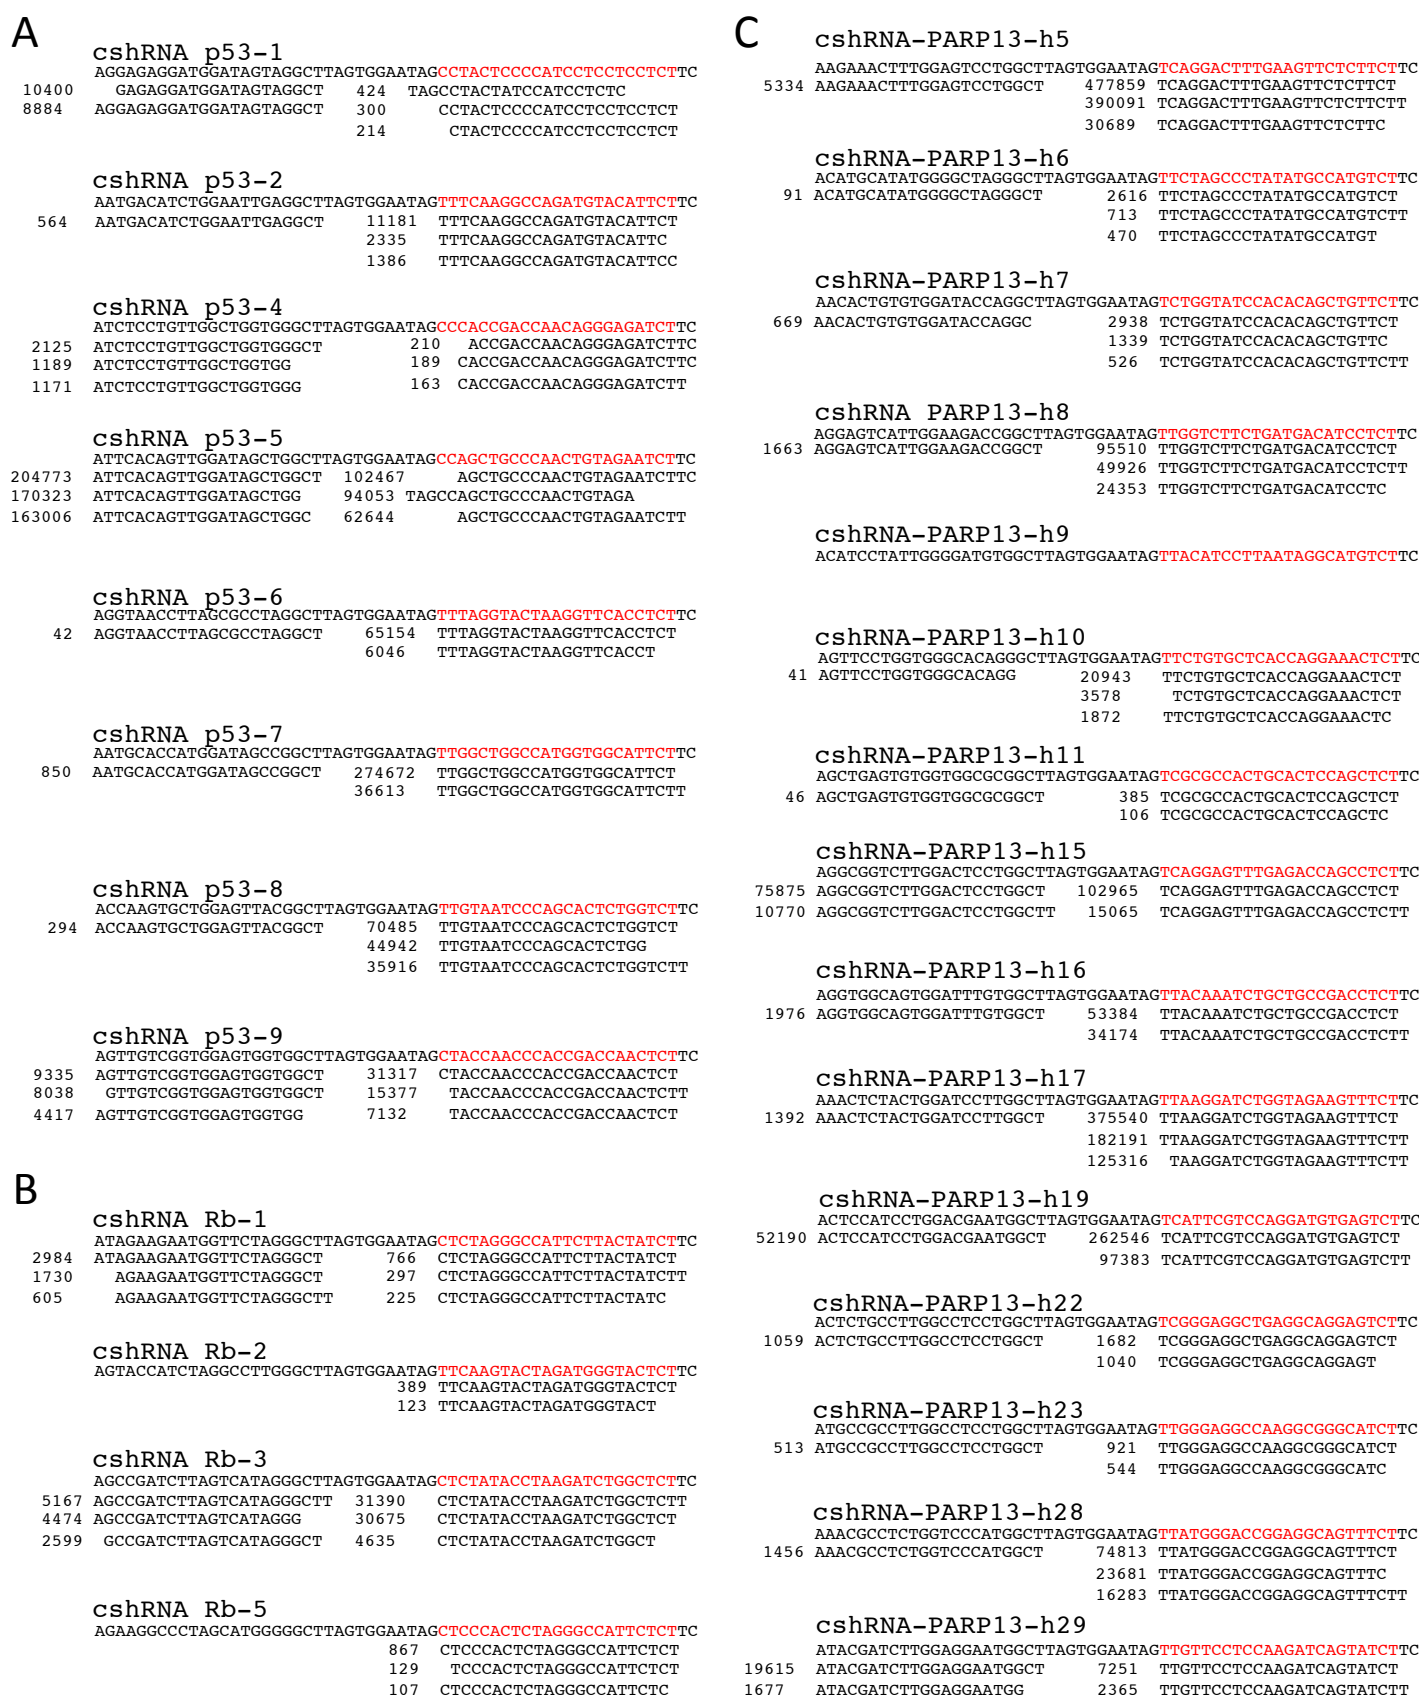 A
cshRNA p53-1
AGGAGAGGATGGATAGTAGGCTTAGTGGAATAGCCTACTCCCCATCCTCCTCCTCTTC
10400 GAGAGGATGGATAGTAGGCT 424 TAGCCTACTATCCATCCTCTC
8884 AGGAGAGGATGGATAGTAGGCT 300 CCTACTCCCCATCCTCCTCCTCT
214 CTACTCCCCATCCTCCTCCTCT
cshRNA p53-2
AATGACATCTGGAATTGAGGCTTAGTGGAATAGTTTCAAGGCCAGATGTACATTCTTC
564 AATGACATCTGGAATTGAGGCT 11181 TTTCAAGGCCAGATGTACATTCT
2335 TTTCAAGGCCAGATGTACATTC
1386 TTTCAAGGCCAGATGTACATTCC
cshRNA p53-4
ATCTCCTGTTGGCTGGTGGGCTTAGTGGAATAGCCCACCGACCAACAGGGAGATCTTC
2125 ATCTCCTGTTGGCTGGTGGGCT 210 ACCGACCAACAGGGAGATCTTC
1189 ATCTCCTGTTGGCTGGTGG 189 CACCGACCAACAGGGAGATCTTC
1171 ATCTCCTGTTGGCTGGTGGG 163 CACCGACCAACAGGGAGATCTT
cshRNA p53-5
ATTCACAGTTGGATAGCTGGCTTAGTGGAATAGCCAGCTGCCCAACTGTAGAATCTTC
204773 ATTCACAGTTGGATAGCTGGCT 102467 AGCTGCCCAACTGTAGAATCTTC
170323 ATTCACAGTTGGATAGCTGG 94053 TAGCCAGCTGCCCAACTGTAGA
163006 ATTCACAGTTGGATAGCTGGC 62644 AGCTGCCCAACTGTAGAATCTT
cshRNA p53-6
AGGTAACCTTAGCGCCTAGGCTTAGTGGAATAGTTTAGGTACTAAGGTTCACCTCTTC
42 AGGTAACCTTAGCGCCTAGGCT 65154 TTTAGGTACTAAGGTTCACCTCT
6046 TTTAGGTACTAAGGTTCACCT
cshRNA p53-7
AATGCACCATGGATAGCCGGCTTAGTGGAATAGTTGGCTGGCCATGGTGGCATTCTTC
850 AATGCACCATGGATAGCCGGCT 274672 TTGGCTGGCCATGGTGGCATTCT
36613 TTGGCTGGCCATGGTGGCATTCTT
cshRNA p53-8
ACCAAGTGCTGGAGTTACGGCTTAGTGGAATAGTTGTAATCCCAGCACTCTGGTCTTC
294 ACCAAGTGCTGGAGTTACGGCT 70485 TTGTAATCCCAGCACTCTGGTCT
44942 TTGTAATCCCAGCACTCTGG
35916 TTGTAATCCCAGCACTCTGGTCTT
cshRNA p53-9
AGTTGTCGGTGGAGTGGTGGCTTAGTGGAATAGCTACCAACCCACCGACCAACTCTTC
9335 AGTTGTCGGTGGAGTGGTGGCT 31317 CTACCAACCCACCGACCAACTCT
8038 GTTGTCGGTGGAGTGGTGGCT 15377 TACCAACCCACCGACCAACTCTT
4417 AGTTGTCGGTGGAGTGGTGG 7132 TACCAACCCACCGACCAACTCT
B
cshRNA Rb-1
ATAGAAGAATGGTTCTAGGGCTTAGTGGAATAGCTCTAGGGCCATTCTTACTATCTTC
2984 ATAGAAGAATGGTTCTAGGGCT 766 CTCTAGGGCCATTCTTACTATCT
1730 AGAAGAATGGTTCTAGGGCT 297 CTCTAGGGCCATTCTTACTATCTT
605 AGAAGAATGGTTCTAGGGCTT 225 CTCTAGGGCCATTCTTACTATC
cshRNA Rb-2
AGTACCATCTAGGCCTTGGGCTTAGTGGAATAGTTCAAGTACTAGATGGGTACTCTTC
389 TTCAAGTACTAGATGGGTACTCT
123 TTCAAGTACTAGATGGGTACT
cshRNA Rb-3
AGCCGATCTTAGTCATAGGGCTTAGTGGAATAGCTCTATACCTAAGATCTGGCTCTTC
5167 AGCCGATCTTAGTCATAGGGCTT 31390 CTCTATACCTAAGATCTGGCTCTT
4474 AGCCGATCTTAGTCATAGGG 30675 CTCTATACCTAAGATCTGGCTCT
2599 GCCGATCTTAGTCATAGGGCT 4635 CTCTATACCTAAGATCTGGCT
cshRNA Rb-5
AGAAGGCCCTAGCATGGGGGCTTAGTGGAATAGCTCCCACTCTAGGGCCATTCTCTTC
867 CTCCCACTCTAGGGCCATTCTCT
129 TCCCACTCTAGGGCCATTCTCT
107 CTCCCACTCTAGGGCCATTCTC
C
cshRNA-PARP13-h5
AAGAAACTTTGGAGTCCTGGCTTAGTGGAATAGTCAGGACTTTGAAGTTCTCTTCTTC
5334 AAGAAACTTTGGAGTCCTGGCT 477859 TCAGGACTTTGAAGTTCTCTTCT
390091 TCAGGACTTTGAAGTTCTCTTCTT
30689 TCAGGACTTTGAAGTTCTCTTC
cshRNA-PARP13-h6
ACATGCATATGGGGCTAGGGCTTAGTGGAATAGTTCTAGCCCTATATGCCATGTCTTC
91 ACATGCATATGGGGCTAGGGCT 2616 TTCTAGCCCTATATGCCATGTCT
713 TTCTAGCCCTATATGCCATGTCTT
470 TTCTAGCCCTATATGCCATGT
cshRNA-PARP13-h7
AACACTGTGTGGATACCAGGCTTAGTGGAATAGTCTGGTATCCACACAGCTGTTCTTC
669 AACACTGTGTGGATACCAGGC 2938 TCTGGTATCCACACAGCTGTTCT
1339 TCTGGTATCCACACAGCTGTTC
526 TCTGGTATCCACACAGCTGTTCTT
cshRNA PARP13-h8
AGGAGTCATTGGAAGACCGGCTTAGTGGAATAGTTGGTCTTCTGATGACATCCTCTTC
1663 AGGAGTCATTGGAAGACCGGCT 95510 TTGGTCTTCTGATGACATCCTCT
49926 TTGGTCTTCTGATGACATCCTCTT
24353 TTGGTCTTCTGATGACATCCTC
cshRNA-PARP13-h9
ACATCCTATTGGGGATGTGGCTTAGTGGAATAGTTACATCCTTAATAGGCATGTCTTC
cshRNA-PARP13-h10
AGTTCCTGGTGGGCACAGGGCTTAGTGGAATAGTTCTGTGCTCACCAGGAAACTCTTC
41 AGTTCCTGGTGGGCACAGG 20943 TTCTGTGCTCACCAGGAAACTCT
3578 TCTGTGCTCACCAGGAAACTCT
1872 TTCTGTGCTCACCAGGAAACTC
cshRNA-PARP13-h11
AGCTGAGTGTGGTGGCGCGGCTTAGTGGAATAGTCGCGCCACTGCACTCCAGCTCTTC
46 AGCTGAGTGTGGTGGCGCGGCT 385 TCGCGCCACTGCACTCCAGCTCT
106 TCGCGCCACTGCACTCCAGCTC
cshRNA-PARP13-h15
AGGCGGTCTTGGACTCCTGGCTTAGTGGAATAGTCAGGAGTTTGAGACCAGCCTCTTC
75875 AGGCGGTCTTGGACTCCTGGCT 102965 TCAGGAGTTTGAGACCAGCCTCT
10770 AGGCGGTCTTGGACTCCTGGCTT 15065 TCAGGAGTTTGAGACCAGCCTCTT
cshRNA-PARP13-h16
AGGTGGCAGTGGATTTGTGGCTTAGTGGAATAGTTACAAATCTGCTGCCGACCTCTTC
1976 AGGTGGCAGTGGATTTGTGGCT 53384 TTACAAATCTGCTGCCGACCTCT
34174 TTACAAATCTGCTGCCGACCTCTT
cshRNA-PARP13-h17
AAACTCTACTGGATCCTTGGCTTAGTGGAATAGTTAAGGATCTGGTAGAAGTTTCTTC
1392 AAACTCTACTGGATCCTTGGCT 375540 TTAAGGATCTGGTAGAAGTTTCT
182191 TTAAGGATCTGGTAGAAGTTTCTT
125316 TAAGGATCTGGTAGAAGTTTCTT
cshRNA-PARP13-h19
ACTCCATCCTGGACGAATGGCTTAGTGGAATAGTCATTCGTCCAGGATGTGAGTCTTC
52190 ACTCCATCCTGGACGAATGGCT 262546 TCATTCGTCCAGGATGTGAGTCT
97383 TCATTCGTCCAGGATGTGAGTCTT
cshRNA-PARP13-h22
ACTCTGCCTTGGCCTCCTGGCTTAGTGGAATAGTCGGGAGGCTGAGGCAGGAGTCTTC
1059 ACTCTGCCTTGGCCTCCTGGCT 1682 TCGGGAGGCTGAGGCAGGAGTCT
1040 TCGGGAGGCTGAGGCAGGAGT
cshRNA-PARP13-h23
ATGCCGCCTTGGCCTCCTGGCTTAGTGGAATAGTTGGGAGGCCAAGGCGGGCATCTTC
513 ATGCCGCCTTGGCCTCCTGGCT 921 TTGGGAGGCCAAGGCGGGCATCT
544 TTGGGAGGCCAAGGCGGGCATC
cshRNA-PARP13-h28
AAACGCCTCTGGTCCCATGGCTTAGTGGAATAGTTATGGGACCGGAGGCAGTTTCTTC
1456 AAACGCCTCTGGTCCCATGGCT 74813 TTATGGGACCGGAGGCAGTTTCT
23681 TTATGGGACCGGAGGCAGTTTC
16283 TTATGGGACCGGAGGCAGTTTCTT
cshRNA-PARP13-h29
ATACGATCTTGGAGGAATGGCTTAGTGGAATAGTTGTTCCTCCAAGATCAGTATCTTC
19615 ATACGATCTTGGAGGAATGGCT 7251 TTGTTCCTCCAAGATCAGTATCT
1677 ATACGATCTTGGAGGAATGG 2365 TTGTTCCTCCAAGATCAGTATCTT